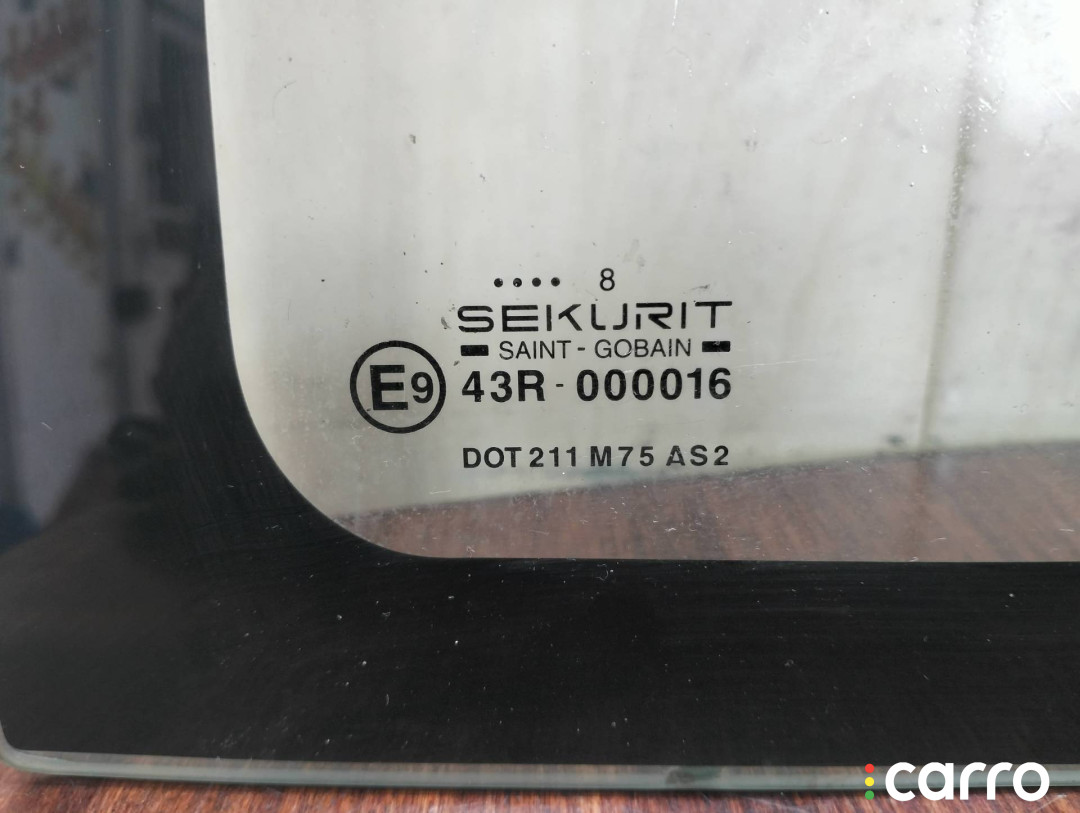 .... 8
SEKURIT
SAINT - GOBAIN
E9 43R - 000016
DOT 211 M75 AS2
carro